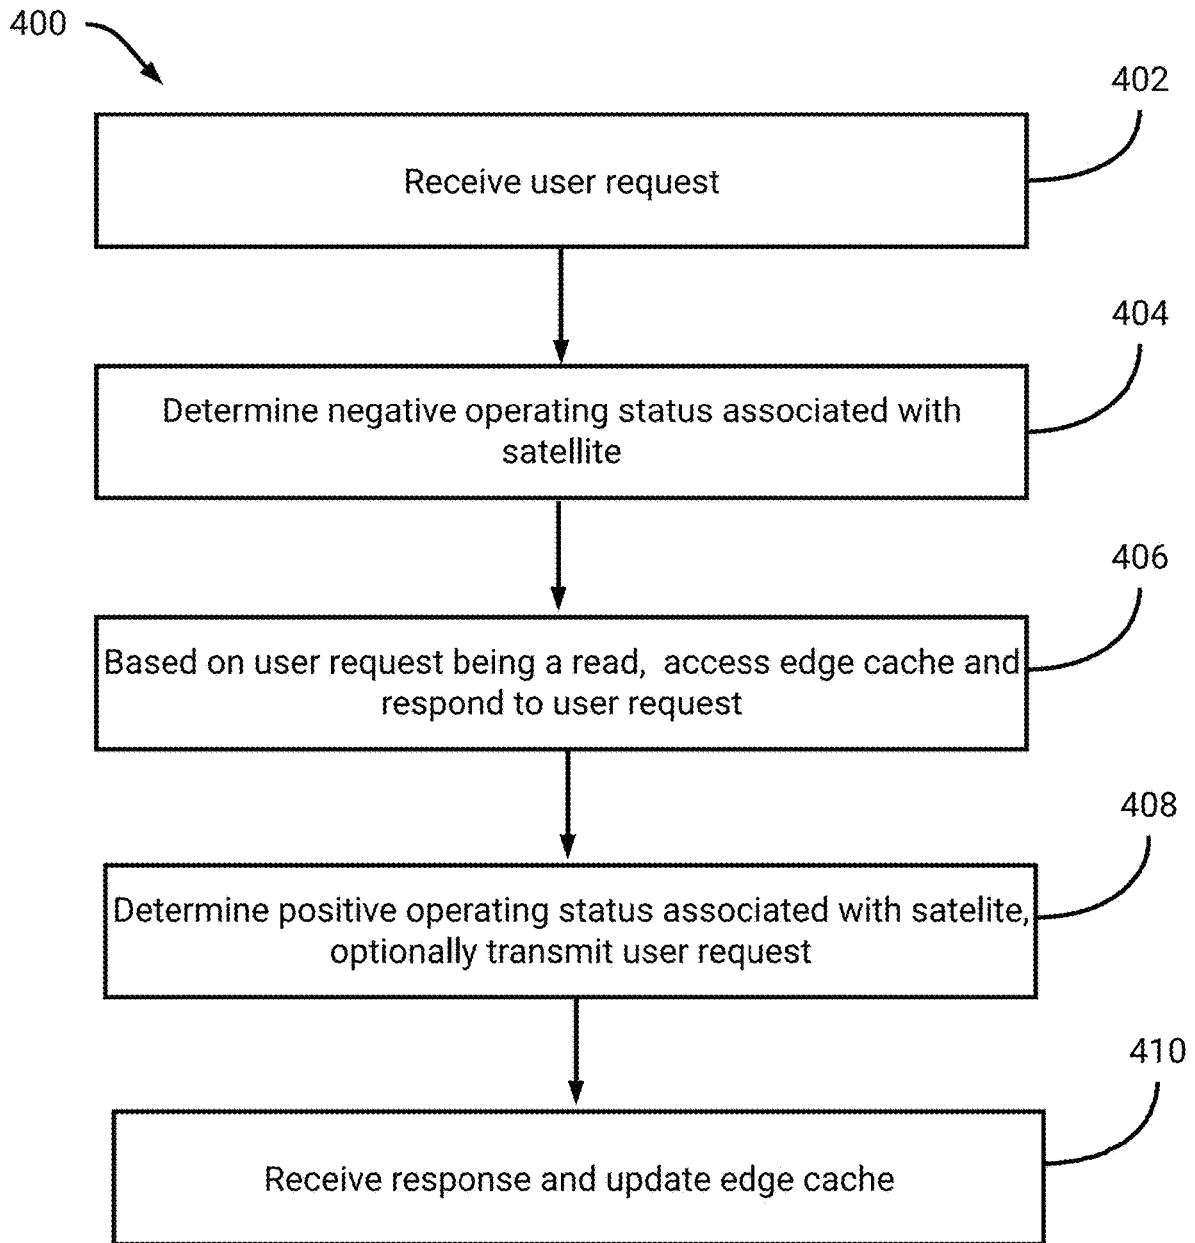 400
402
Receive user request
404
Determine negative operating status associated with
satellite
406
Based on user request being a read, access edge cache and
respond to user request
408
Determine positive operating status associated with satelite,
optionally transmit user request
410
Receive response and update edge cache